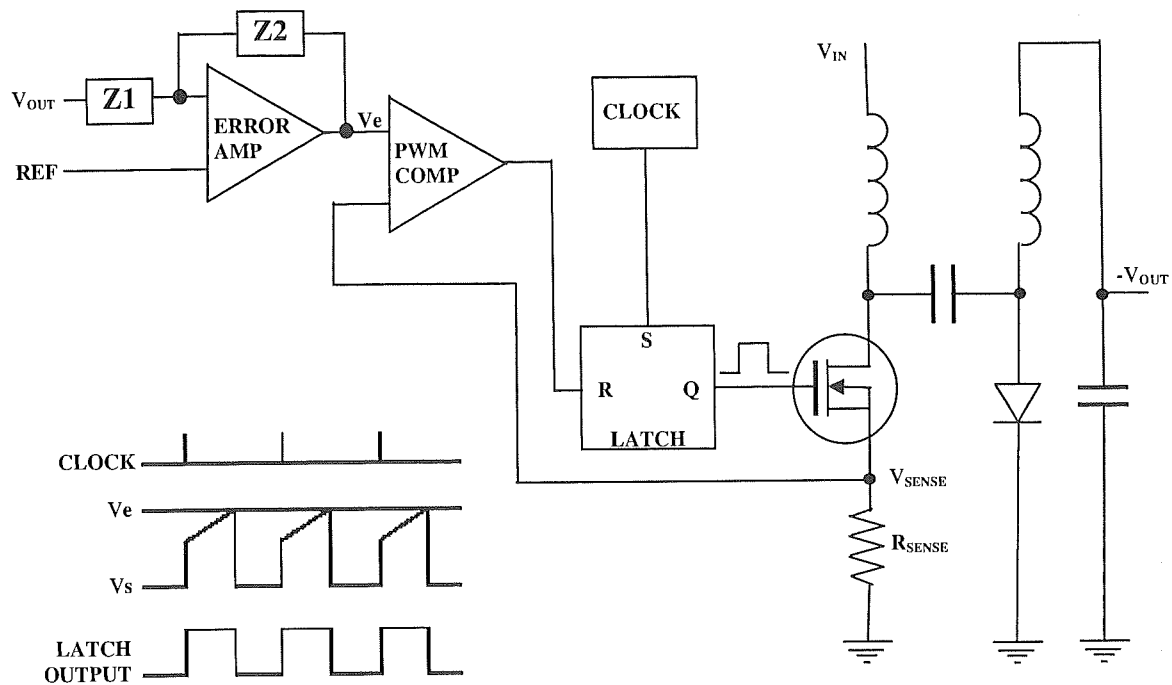 Z2
Z1
VOUT
ERROR
AMP
REF
Ve
PWM
COMP
CLOCK
VIN
-VOUT
S
R
Q
LATCH
VSENSE
RSENSE
CLOCK
Ve
Vs
LATCH
OUTPUT